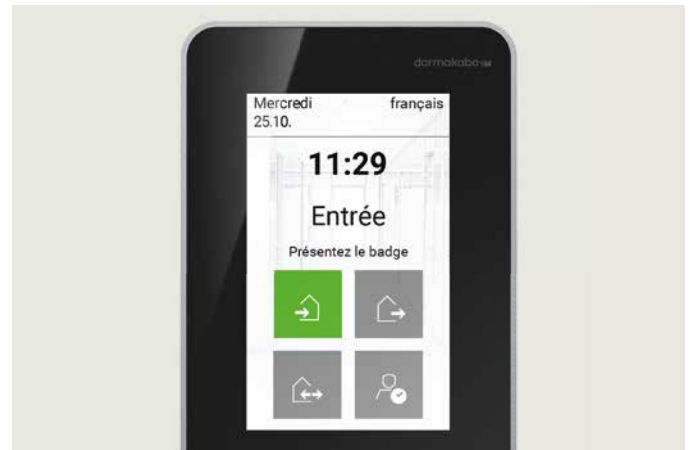 dormakaba
Mercredi français
25.10.
11:29
Entrée
Présentez le badge